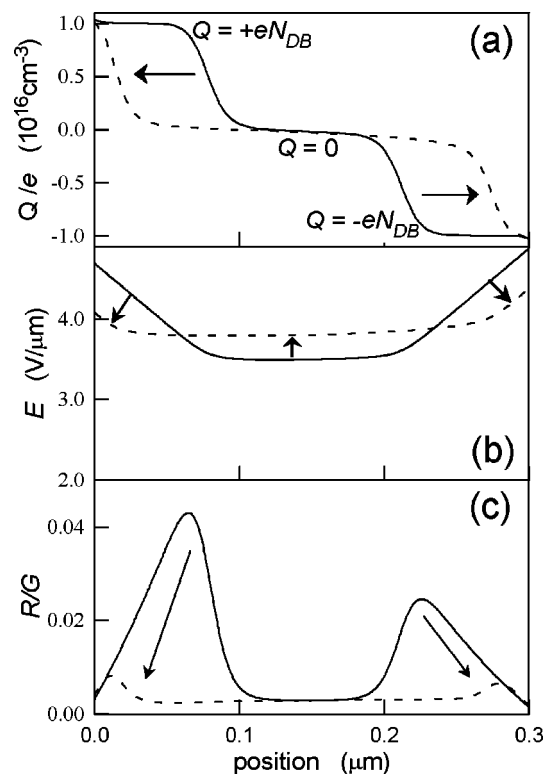 1.0
Q = +eN_DB
(a)
0.5
Q /e (10^16 cm^-3)
0.0
Q = 0
-0.5
Q = -eN_DB
-1.0
4.0
E (V/μm)
3.0
(b)
2.0
(c)
0.04
R/G
0.02
0.00
0.0 0.1 0.2 0.3
position (μm)